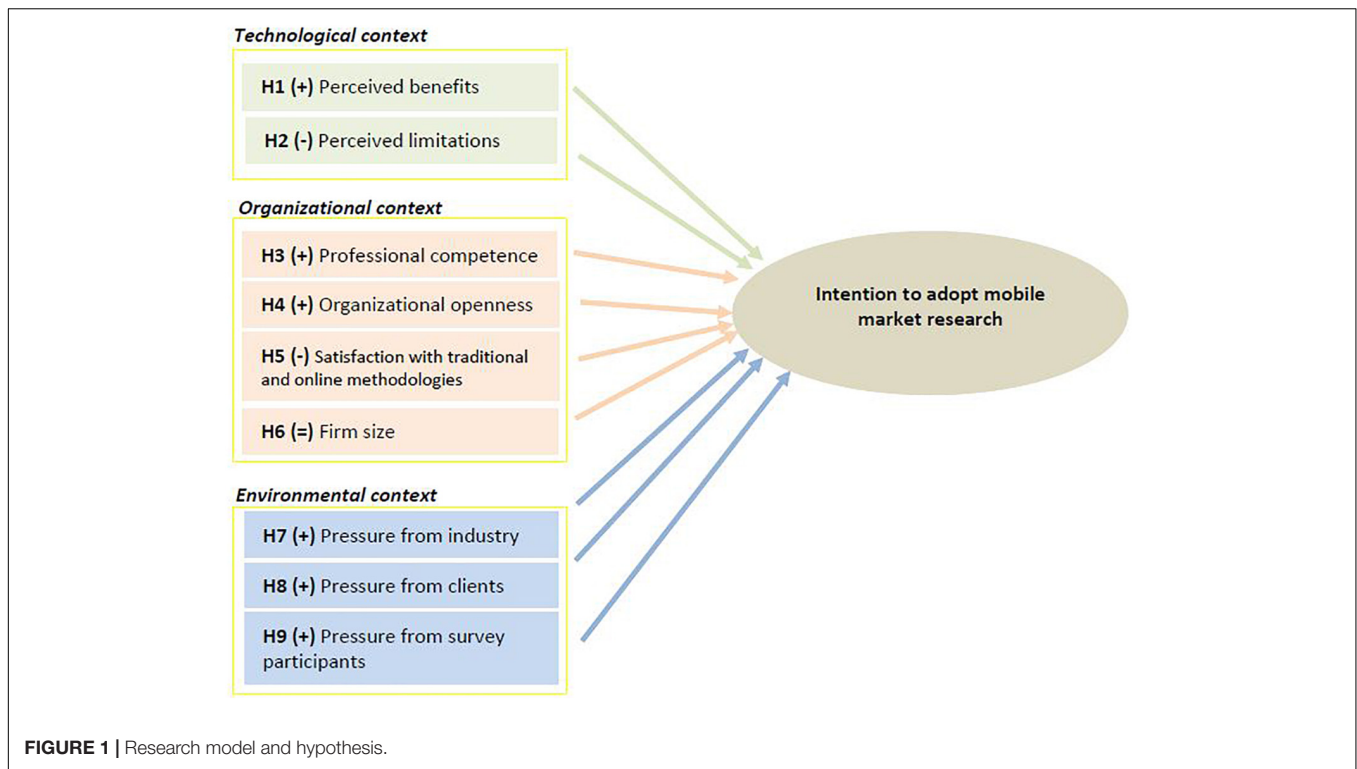 Technological context
H1 (+) Perceived benefits
H2 (-) Perceived limitations
Organizational context
H3 (+) Professional competence
H4 (+) Organizational openness
H5 (-) Satisfaction with traditional
and online methodologies
H6 (=) Firm size
Environmental context
H7 (+) Pressure from industry
H8 (+) Pressure from clients
H9 (+) Pressure from survey
participants
Intention to adopt mobile
market research
FIGURE 1 | Research model and hypothesis.